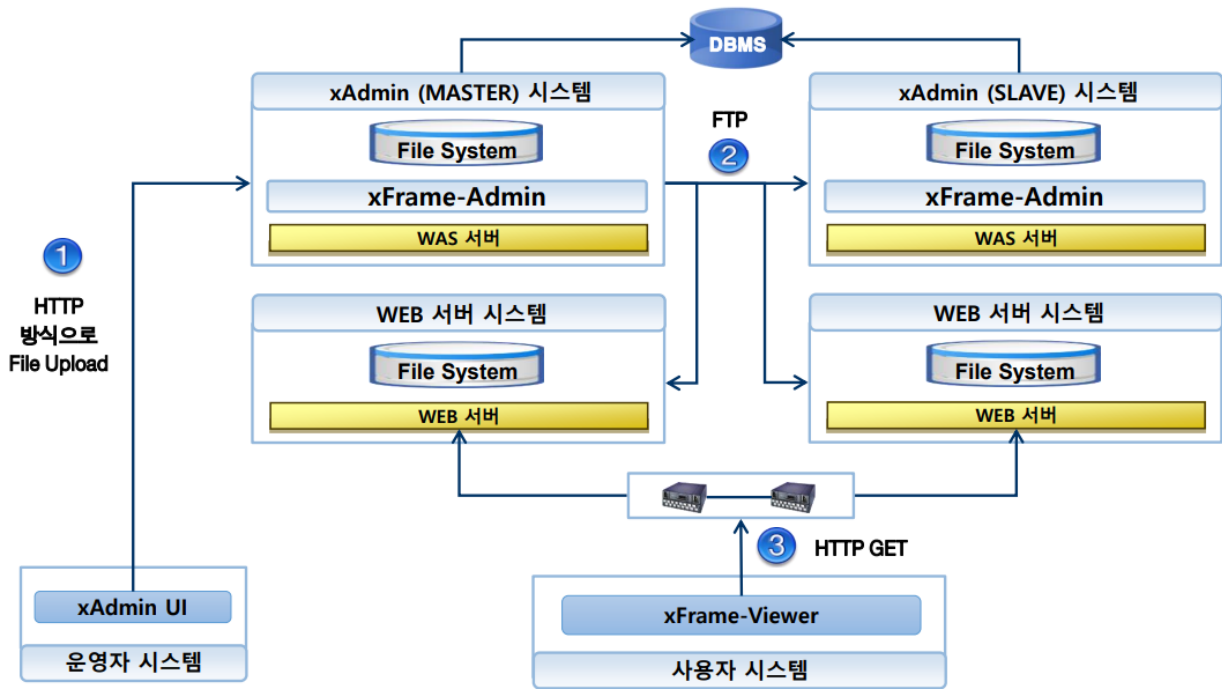 DBMS
xAdmin (MASTER) 시스템
File System
xFrame-Admin
WAS 서버
FTP
2
xAdmin (SLAVE) 시스템
File System
xFrame-Admin
WAS 서버
1
HTTP
방식으로
File Upload
WEB 서버 시스템
File System
WEB 서버
WEB 서버 시스템
File System
WEB 서버
3 HTTP GET
xAdmin UI
운영자 시스템
xFrame-Viewer
사용자 시스템